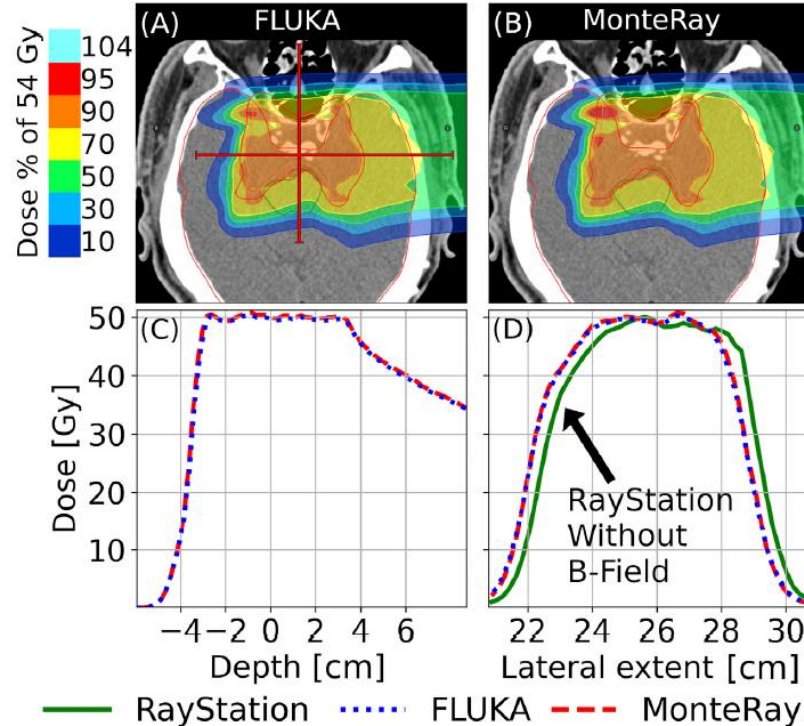 (A) FLUKA
(B) MonteRay
Dose % of 54 Gy
104
95
90
70
50
30
10
(C)
(D)
Dose [Gy]
50
40
30
20
10
−4 −2 0 2 4 6
Depth [cm]
22 24 26 28 30
Lateral extent [cm]
RayStation
Without
B-Field
RayStation FLUKA MonteRay